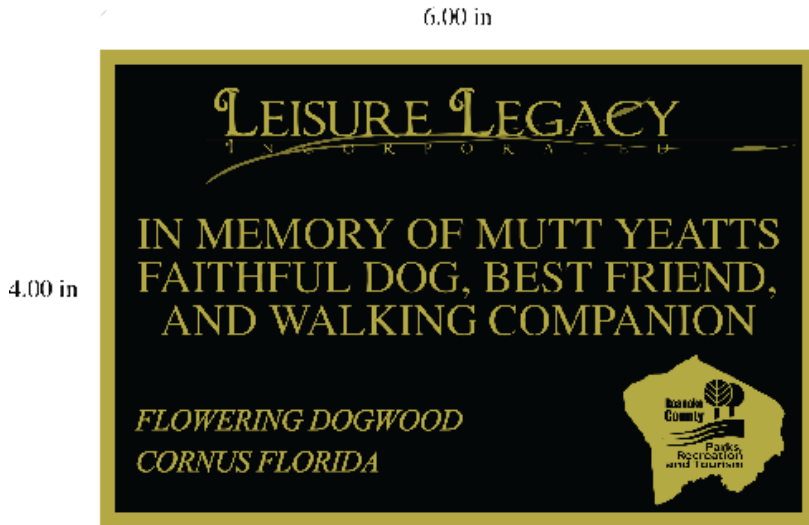 6.00 in
LEISURE LEGACY
INCORPORATED
4.00 in
IN MEMORY OF MUTT YEATTS
FAITHFUL DOG, BEST FRIEND,
AND WALKING COMPANION
FLOWERING DOGWOOD
CORNUS FLORIDA
Roanoke
County
Parks,
Recreation
and Tourism